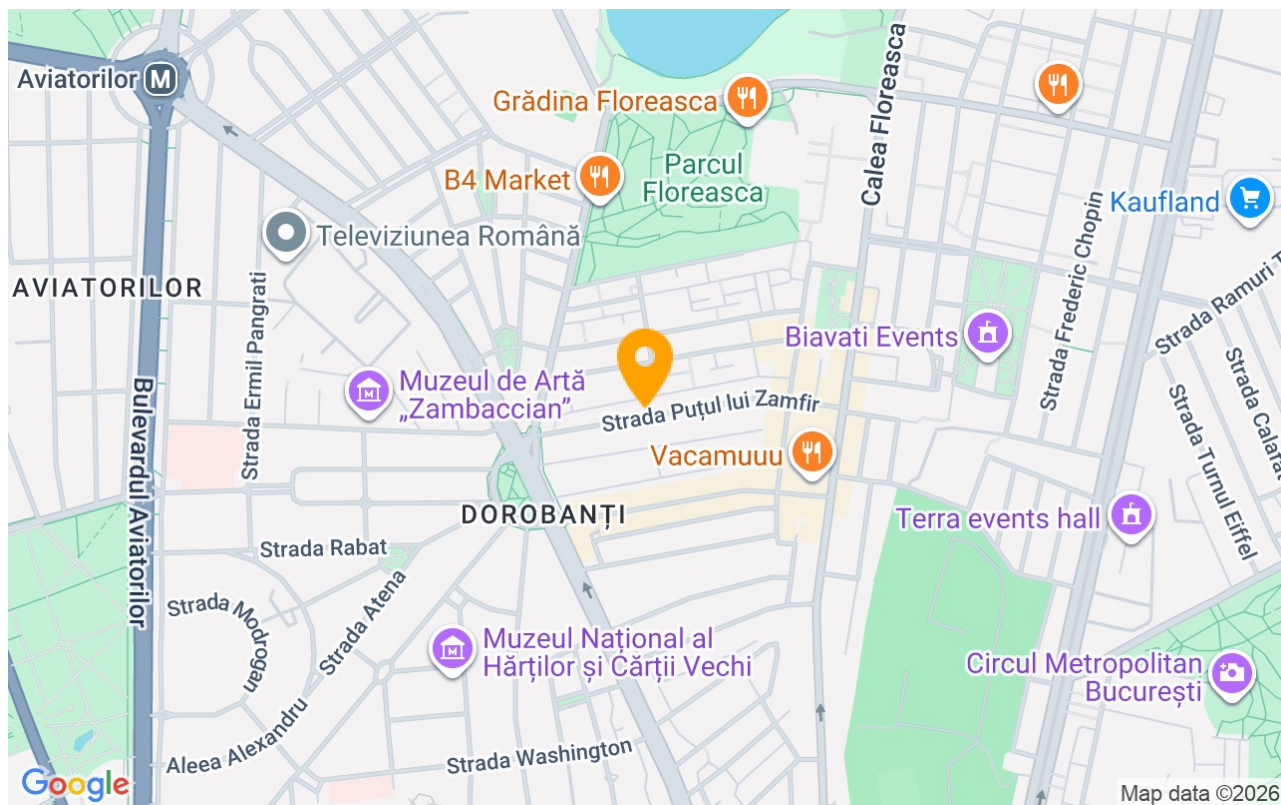 Aviatorilor
M
Grădina Floreasca
Calea Floreasca
B4 Market
Parcul
Floreasca
Kaufland
Televiziunea Română
AVIATORILOR
Strada Ermil Pangrati
Strada Frederic Chopin
Strada Ramuri T
Biavati Events
Bulevardul Aviatorilor
Muzeul de Artă
„Zambaccian”
Strada Puțul lui Zamfir
Strada Calafat
Strada Turnul Eiffel
Vacamuuu
DOROBANȚI
Terra events hall
Strada Rabat
Strada Modrogan
Strada Atena
Muzeul Național al
Hărților și Cărții Vechi
Circul Metropolitan
București
Aleea Alexandru
Strada Washington
Google
Map data ©2026